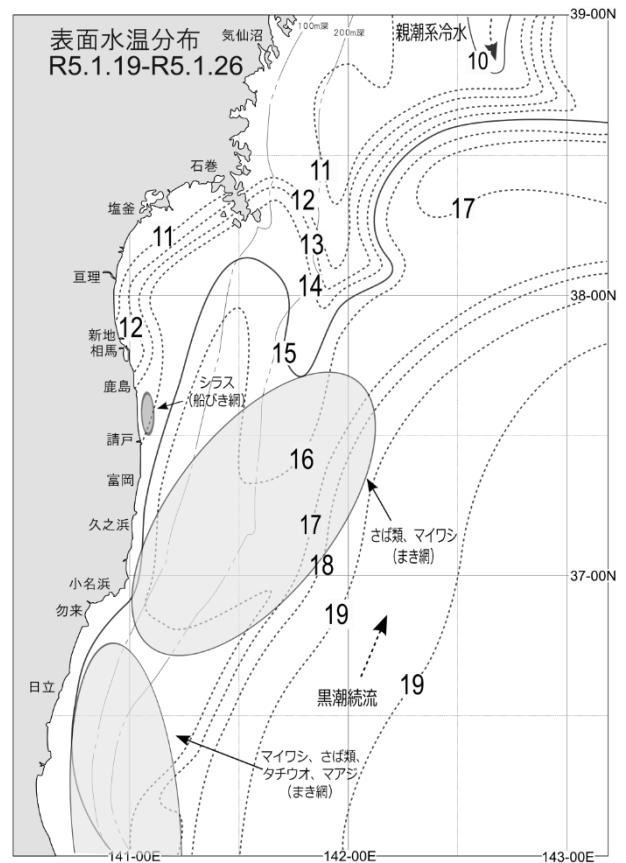 表面水温分布
R5.1.19-R5.1.26
気仙沼
100m深
200m深
親潮系冷水
39-00N
10
石巻
11
塩釜
12
17
11
13
亘理
14
38-00N
12
新地
相馬
15
鹿島
シラス
(船びき網)
請戸
16
富岡
久之浜
17
さば類、マイワシ
(まき網)
18
小名浜
37-00N
勿来
19
日立
19
黒潮続流
マイワシ、さば類、
タチウオ、マアジ
(まき網)
141-00E
142-00E
143-00E